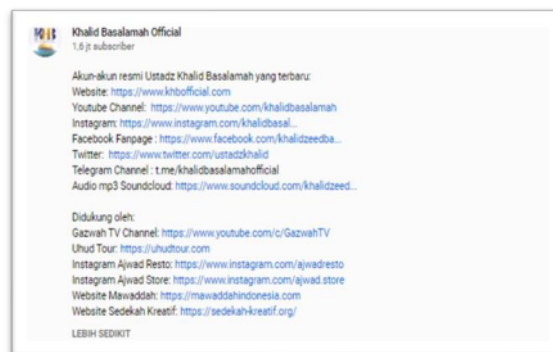 KHB
Khalid Basalamah Official
1,6 jt subscriber
Akun-akun resmi Ustadz Khalid Basalamah yang terbaru:
Website: https://www.khbofficial.com
Youtube Channel: https://www.youtube.com/khalidbasalamah
Instagram: https://www.instagram.com/khalidbasal...
Facebook Fanpage : https://www.facebook.com/khalidzeedba...
Twitter: https://www.twitter.com/ustadzkhalid
Telegram Channel : t.me/khalidbasalamahofficial
Audio mp3 Soundcloud: https://www.soundcloud.com/khalidzeed...
Didukung oleh:
Gazwah TV Channel: https://www.youtube.com/c/GazwahTV
Uhud Tour: https://uhudtour.com
Instagram Ajwad Resto: https://www.instagram.com/ajwadresto
Instagram Ajwad Store: https://www.instagram.com/ajwad.store
Website Mawaddah: https://mawaddahindonesia.com
Website Sedekah Kreatif: https://sedekah-kreatif.org/
LEBIH SEDIKIT